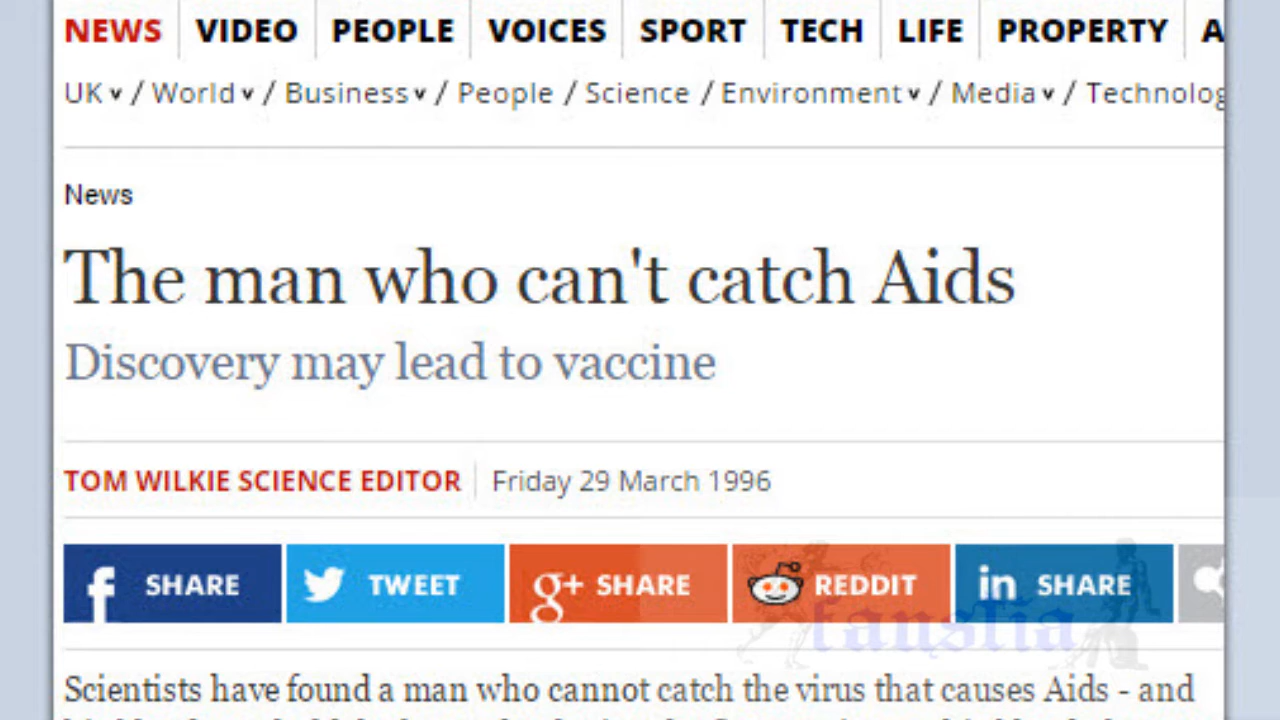 NEWS VIDEO PEOPLE VOICES SPORT TECH LIFE PROPERTY A
UK / World / Business / People / Science / Environment / Media / Technolog
News
The man who can't catch Aids
Discovery may lead to vaccine
TOM WILKIE SCIENCE EDITOR Friday 29 March 1996
f SHARE TWEET g+ SHARE REDDIT in SHARE
fanstia
Scientists have found a man who cannot catch the virus that causes Aids - and